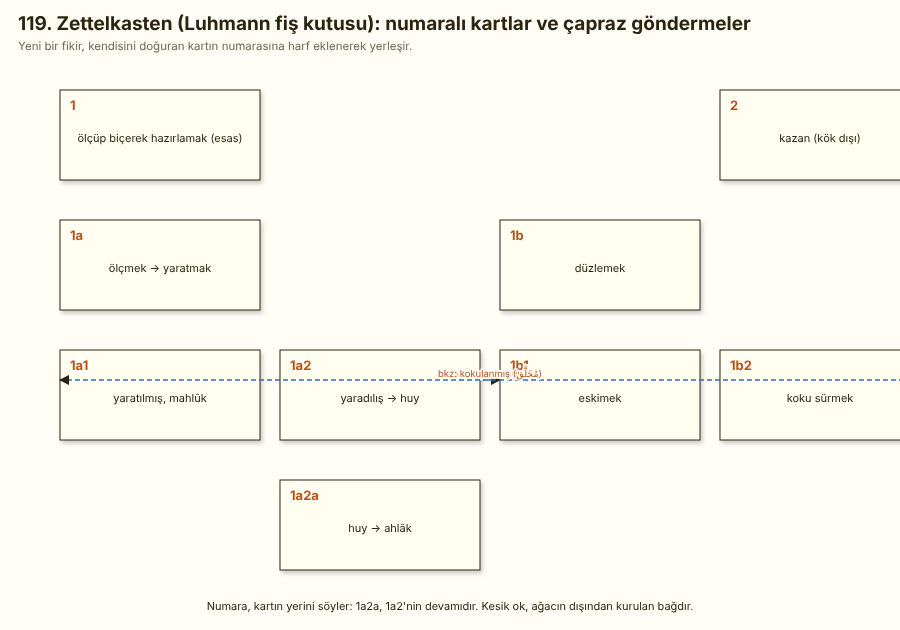 119. Zettelkasten (Luhmann fiş kutusu): numaralı kartlar ve çapraz göndermeler
Yeni bir fikir, kendisini doğuran kartın numarasına harf eklenerek yerleşir.
1
ölçüp biçerek hazırlamak (esas)
2
kazan (kök dışı)
1a
ölçmek → yaratmak
1b
düzlemek
1a1
yaratılmış, mahlûk
1a2
yaradılış → huy
1b1
eskimek
bkz: kokulanmış (مُخَلَّق)
1b2
koku sürmek
1a2a
huy → ahlâk
Numara, kartın yerini söyler: 1a2a, 1a2'nin devamıdır. Kesik ok, ağacın dışından kurulan bağdır.